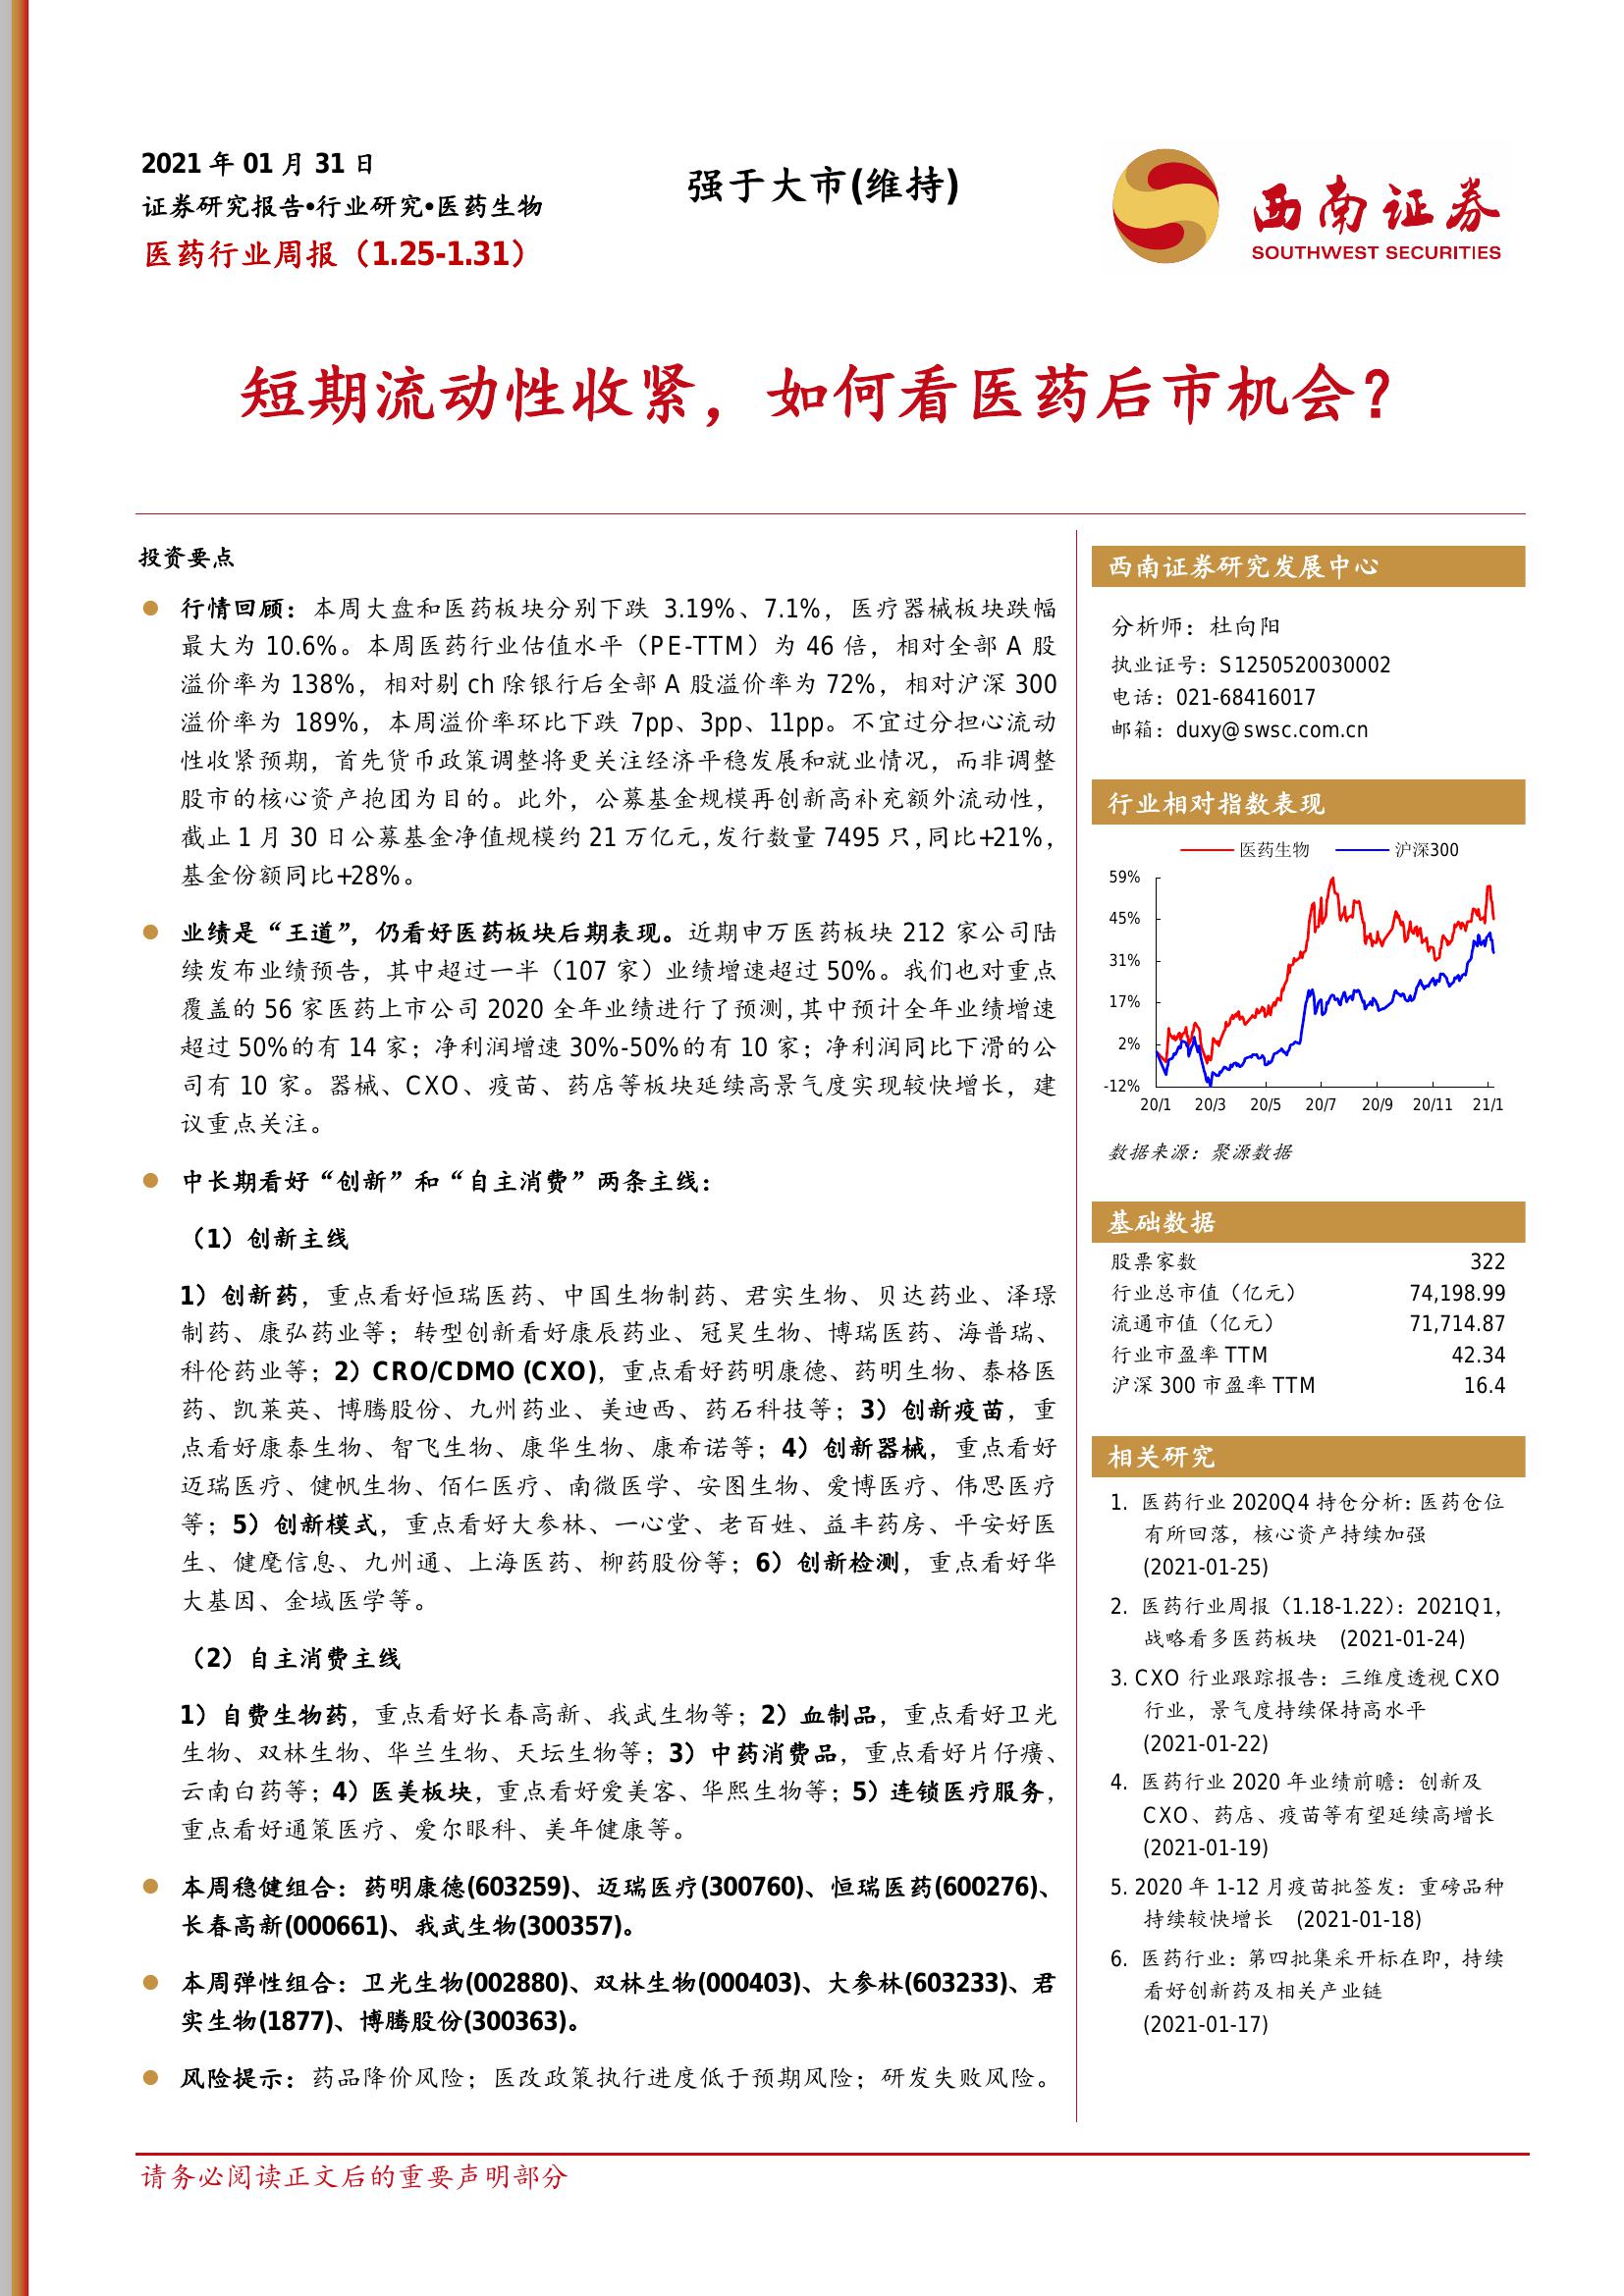 2021 年 01 月 31 日
证券研究报告•行业研究•医药生物
医药行业周报（1.25-1.31）
强于大市(维持)
西南证券
SOUTHWEST SECURITIES
短期流动性收紧，如何看医药后市机会？
投资要点
行情回顾：本周大盘和医药板块分别下跌 3.19%、7.1%，医疗器械板块跌幅
最大为 10.6%。本周医药行业估值水平（PE-TTM）为 46 倍，相对全部 A 股
溢价率为 138%，相对剔 ch 除银行后全部 A 股溢价率为 72%，相对沪深 300
溢价率为 189%，本周溢价率环比下跌 7pp、3pp、11pp。不宜过分担心流动
性收紧预期，首先货币政策调整将更关注经济平稳发展和就业情况，而非调整
股市的核心资产抱团为目的。此外，公募基金规模再创新高补充额外流动性，
截止 1 月 30 日公募基金净值规模约 21 万亿元，发行数量 7495 只，同比+21%，
基金份额同比+28%。
业绩是“王道”，仍看好医药板块后期表现。近期申万医药板块 212 家公司陆
续发布业绩预告，其中超过一半（107 家）业绩增速超过 50%。我们也对重点
覆盖的 56 家医药上市公司 2020 全年业绩进行了预测，其中预计全年业绩增速
超过 50%的有 14 家；净利润增速 30%-50%的有 10 家；净利润同比下滑的公
司有 10 家。器械、CXO、疫苗、药店等板块延续高景气度实现较快增长，建
议重点关注。
中长期看好“创新”和“自主消费”两条主线：
（1）创新主线
1）创新药，重点看好恒瑞医药、中国生物制药、君实生物、贝达药业、泽璟
制药、康弘药业等；转型创新看好康辰药业、冠昊生物、博瑞医药、海普瑞、
科伦药业等；2）CRO/CDMO (CXO)，重点看好药明康德、药明生物、泰格医
药、凯莱英、博腾股份、九州药业、美迪西、药石科技等；3）创新疫苗，重
点看好康泰生物、智飞生物、康华生物、康希诺等；4）创新器械，重点看好
迈瑞医疗、健帆生物、佰仁医疗、南微医学、安图生物、爱博医疗、伟思医疗
等；5）创新模式，重点看好大参林、一心堂、老百姓、益丰药房、平安好医
生、健麾信息、九州通、上海医药、柳药股份等；6）创新检测，重点看好华
大基因、金域医学等。
（2）自主消费主线
1）自费生物药，重点看好长春高新、我武生物等；2）血制品，重点看好卫光
生物、双林生物、华兰生物、天坛生物等；3）中药消费品，重点看好片仔癀、
云南白药等；4）医美板块，重点看好爱美客、华熙生物等；5）连锁医疗服务，
重点看好通策医疗、爱尔眼科、美年健康等。
本周稳健组合：药明康德(603259)、迈瑞医疗(300760)、恒瑞医药(600276)、
长春高新(000661)、我武生物(300357)。
本周弹性组合：卫光生物(002880)、双林生物(000403)、大参林(603233)、君
实生物(1877)、博腾股份(300363)。
风险提示：药品降价风险；医改政策执行进度低于预期风险；研发失败风险。
西南证券研究发展中心
分析师：杜向阳
执业证号：S1250520030002
电话：021-68416017
邮箱：duxy@swsc.com.cn
行业相对指数表现
医药生物 沪深300
59%
45%
31%
17%
2%
-12%
20/1 20/3 20/5 20/7 20/9 20/11 21/1
数据来源：聚源数据
基础数据
股票家数 322
行业总市值（亿元） 74,198.99
流通市值（亿元） 71,714.87
行业市盈率 TTM 42.34
沪深 300 市盈率 TTM 16.4
相关研究
1. 医药行业 2020Q4 持仓分析：医药仓位
有所回落，核心资产持续加强
(2021-01-25)
2. 医药行业周报（1.18-1.22）：2021Q1，
战略看多医药板块 (2021-01-24)
3. CXO 行业跟踪报告：三维度透视 CXO
行业，景气度持续保持高水平
(2021-01-22)
4. 医药行业 2020 年业绩前瞻：创新及
CXO、药店、疫苗等有望延续高增长
(2021-01-19)
5. 2020 年 1-12 月疫苗批签发：重磅品种
持续较快增长 (2021-01-18)
6. 医药行业：第四批集采开标在即，持续
看好创新药及相关产业链
(2021-01-17)
请务必阅读正文后的重要声明部分